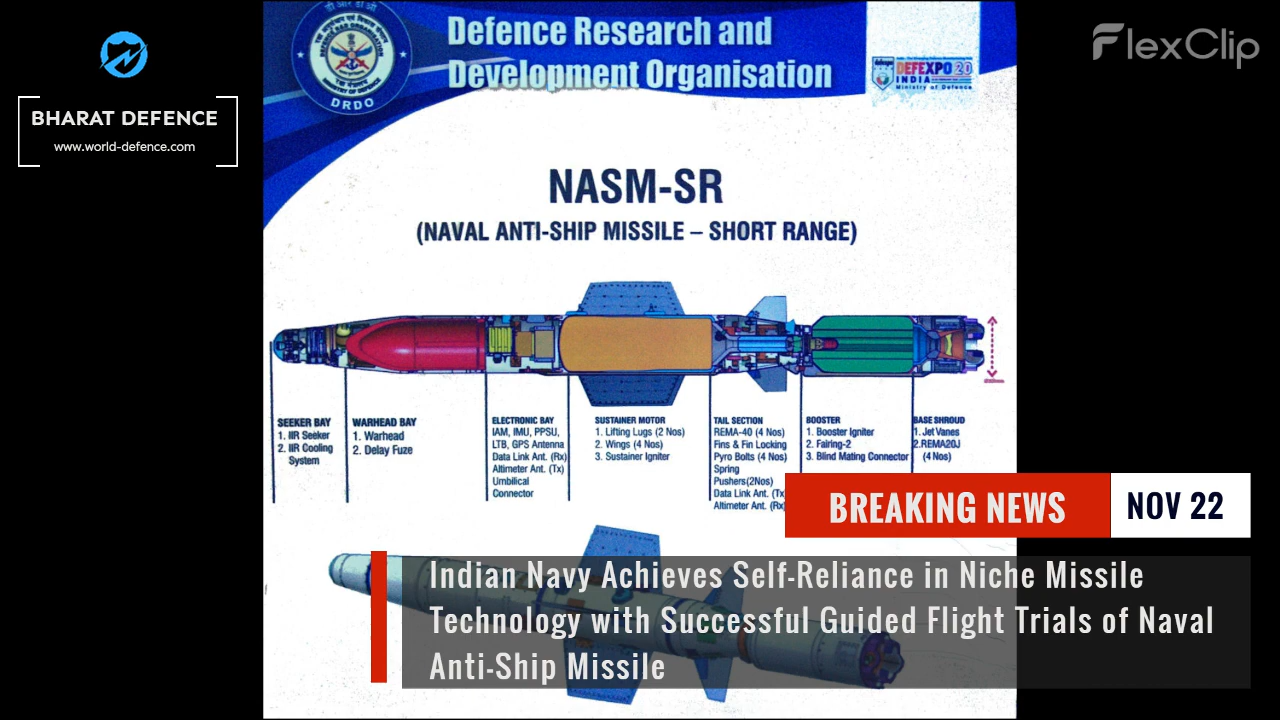 BHARAT DEFENCE
www.world-defence.com
FlexClip
Defence Research and
Development Organisation
DRDO
DEFEXPO 20
INDIA
Ministry of Defence
NASM-SR
(NAVAL ANTI-SHIP MISSILE – SHORT RANGE)
SEEKER BAY
1. IIR Seeker
2. IIR Cooling
System
WARHEAD BAY
1. Warhead
2. Delay Fuze
ELECTRONIC BAY
IAM, IMU, PPSU,
LTB, GPS Antenna
Data Link Ant. (Rx)
Altimeter Ant. (Tx)
Umbilical
Connector
SUSTAINER MOTOR
1. Lifting Lugs (2 Nos)
2. Wings (4 Nos)
3. Sustainer Igniter
TAIL SECTION
REMA-40 (4 Nos)
Fins & Fin Locking
Pyro Bolts (4 Nos)
Spring
Pushers(2Nos)
Data Link Ant. (Tx
Altimeter Ant. (Rx)
BOOSTER
1. Booster Igniter
2. Fairing-2
3. Blind Mating Connector
BASE SHROUD
1. Jet Vanes
2.REMA20J
(4 Nos)
BREAKING NEWS
NOV 22
Indian Navy Achieves Self-Reliance in Niche Missile
Technology with Successful Guided Flight Trials of Naval
Anti-Ship Missile